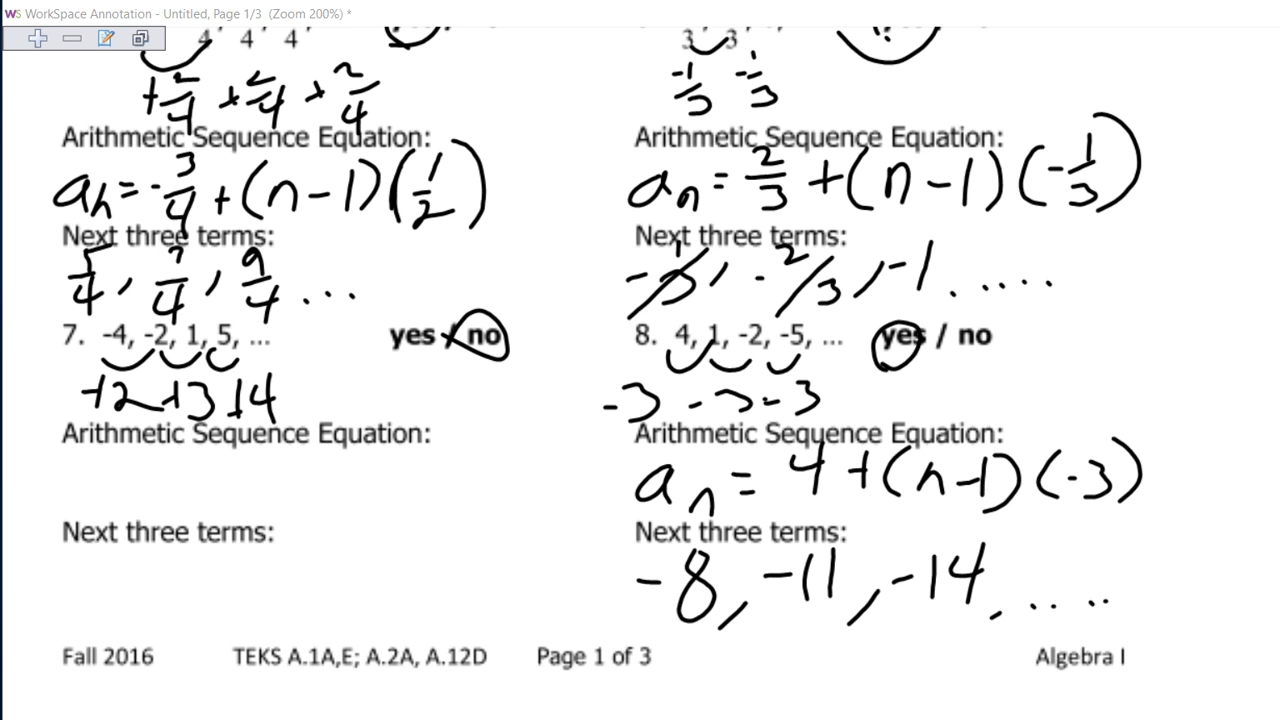 WorkSpace Annotation - Untitled, Page 1/3 (Zoom 200%) *
4, 4, 4,
3, 3
+2/4 +2/4 +2/4
-1/3 -1/3
Arithmetic Sequence Equation:
an = -3/4 + (n-1)(1/2)
Next three terms:
5/4, 7/4, 9/4 ...
Arithmetic Sequence Equation:
an = 2/3 + (n-1)(-1/3)
Next three terms:
-1/3, -2/3, -1.....
7. -4, -2, 1, 5, ... yes / no
+2 +3 +4
Arithmetic Sequence Equation:
Next three terms:
8. 4, 1, -2, -5, ... yes / no
-3 -3 -3
Arithmetic Sequence Equation:
an = 4 + (n-1)(-3)
Next three terms:
-8, -11, -14, .....
Fall 2016 TEKS A.1A,E; A.2A, A.12D Page 1 of 3 Algebra I